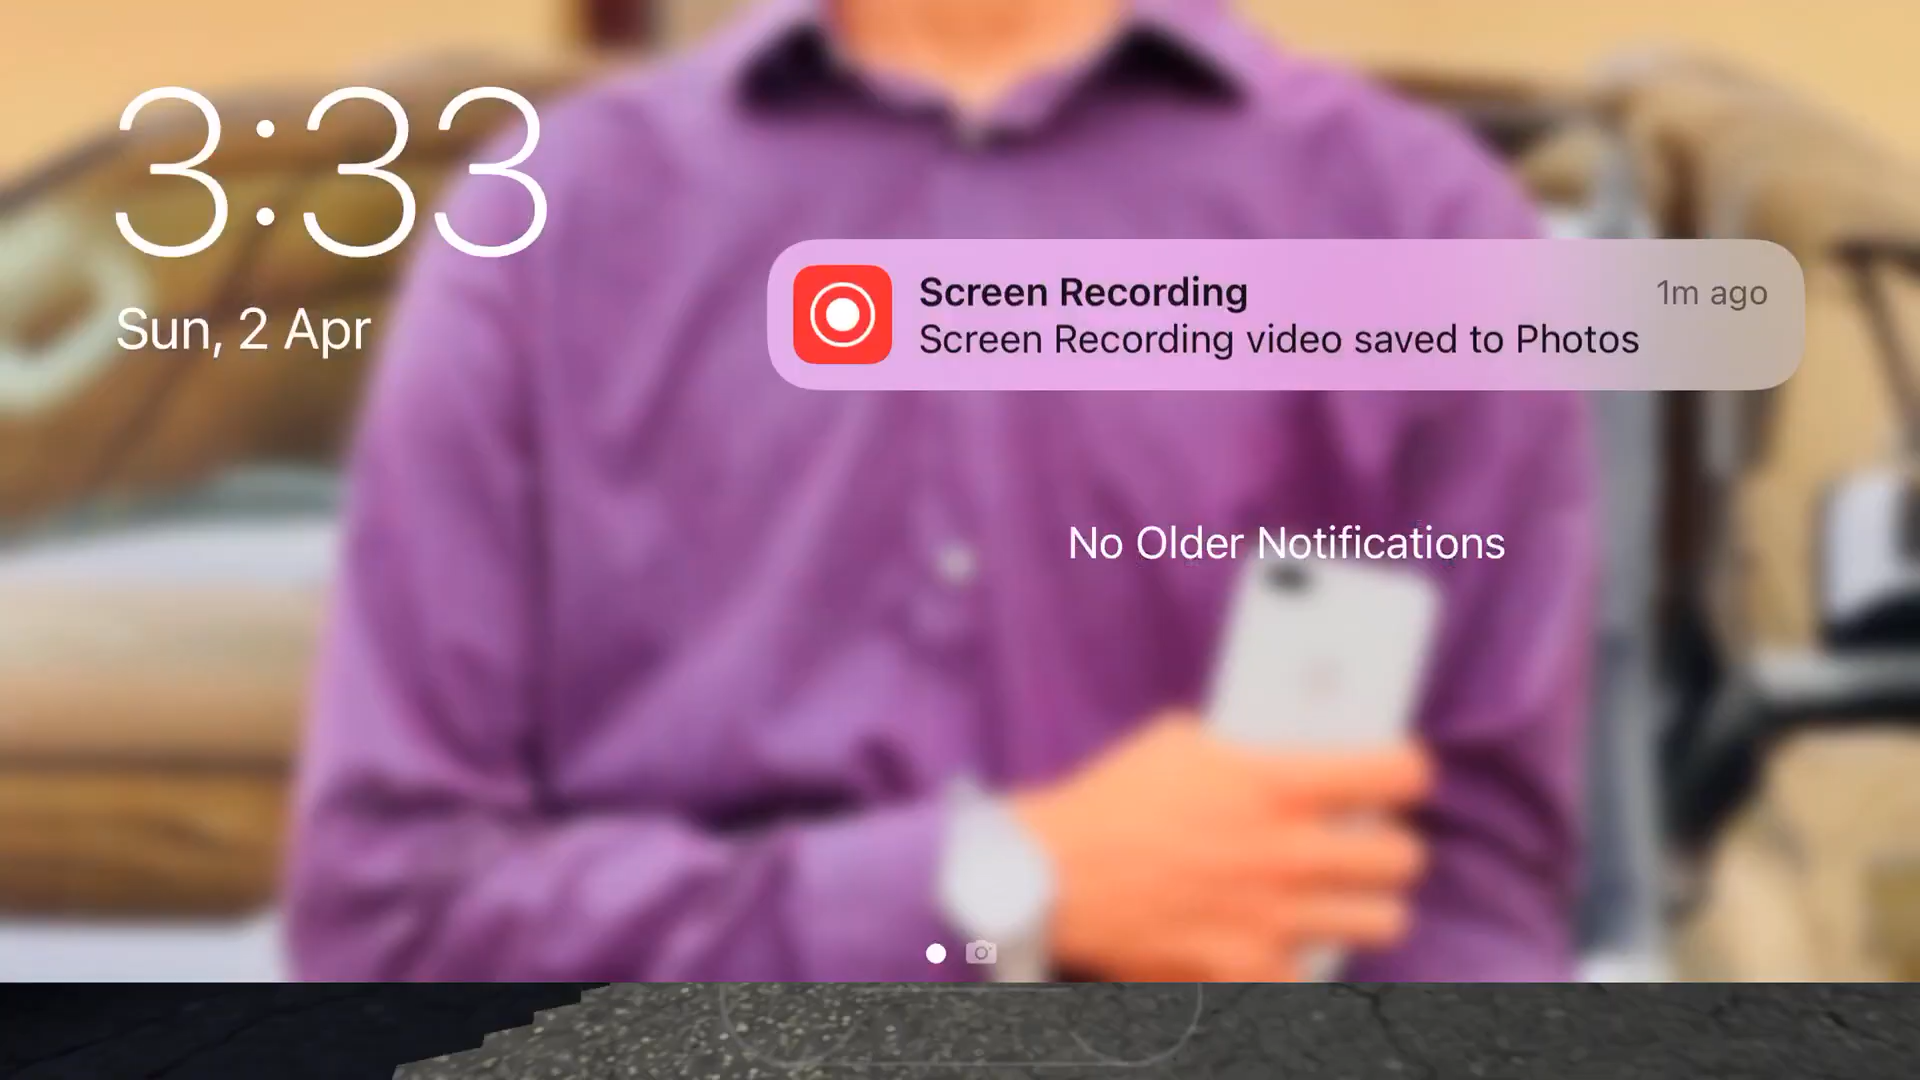 3:33
Sun, 2 Apr
Screen Recording
1m ago
Screen Recording video saved to Photos
No Older Notifications